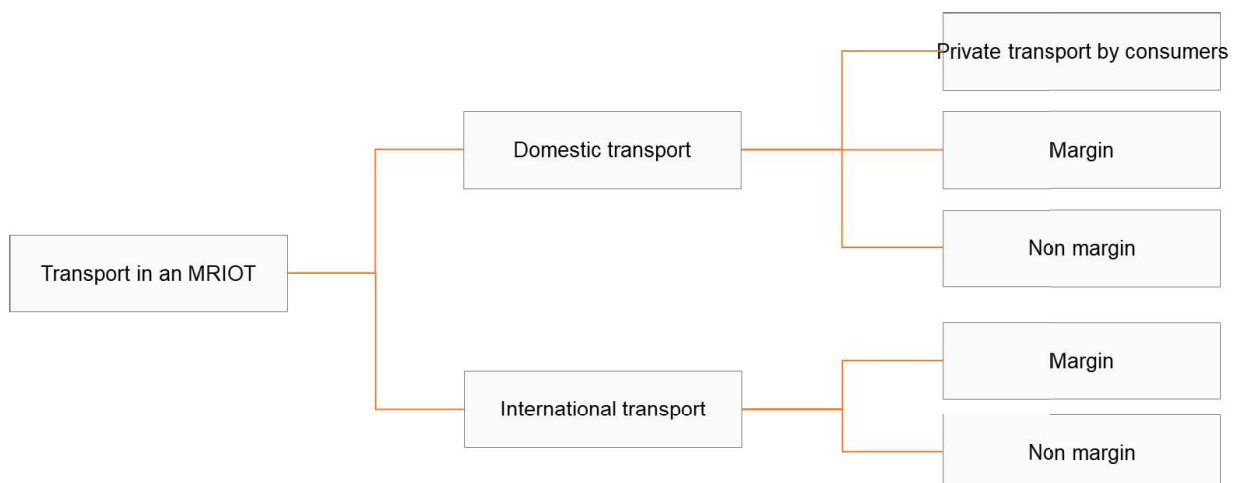 Private transport by consumers
Domestic transport
Margin
Non margin
Transport in an MRIOT
Margin
International transport
Non margin